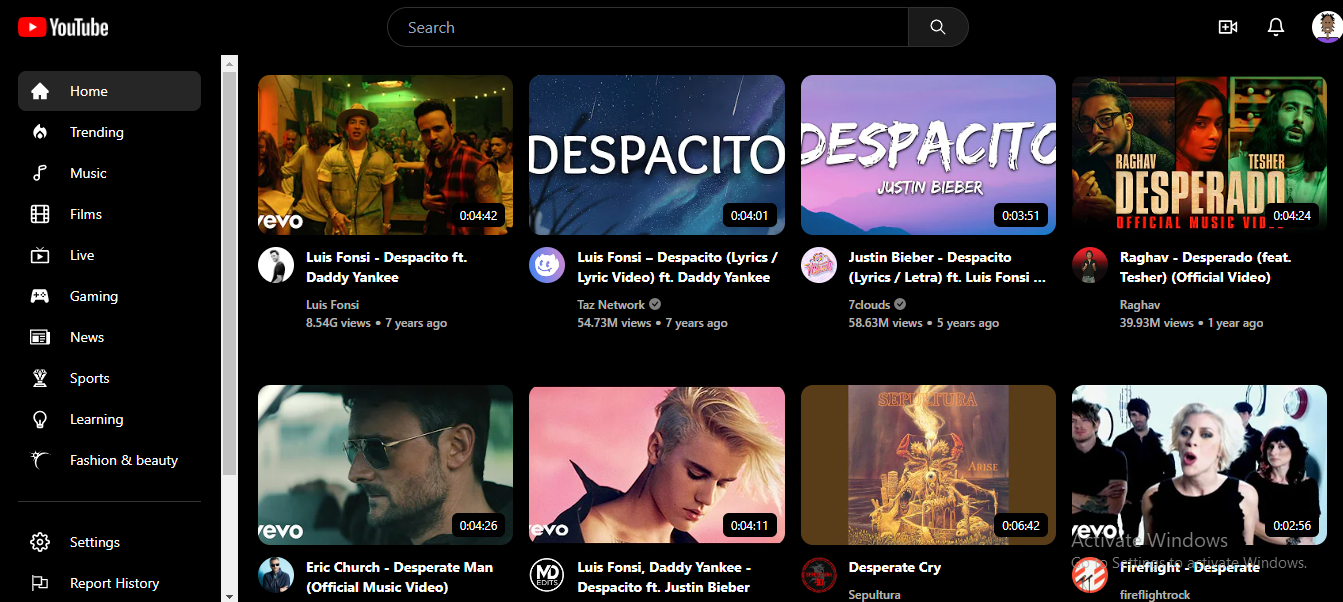 YouTube
Search
Home
Trending
Music
Films
Live
Gaming
News
Sports
Learning
Fashion & beauty
Settings
Report History
vevo
0:04:42
Luis Fonsi - Despacito ft.
Daddy Yankee
Luis Fonsi
8.54G views • 7 years ago
DESPACITO
0:04:01
Luis Fonsi – Despacito (Lyrics /
Lyric Video) ft. Daddy Yankee
Taz Network
54.73M views • 7 years ago
DESPACITO
JUSTIN BIEBER
0:03:51
Justin Bieber - Despacito
(Lyrics / Letra) ft. Luis Fonsi ...
7clouds
58.63M views • 5 years ago
RAGHAV
TESHER
DESPERADO
OFFICIAL MUSIC VID
0:04:24
Raghav - Desperado (feat.
Tesher) (Official Video)
Raghav
39.93M views • 1 year ago
vevo
0:04:26
Eric Church - Desperate Man
(Official Music Video)
evo
0:04:11
MD
EDITS
Luis Fonsi, Daddy Yankee -
Despacito ft. Justin Bieber
SEPULTURA
ARISE
0:06:42
Desperate Cry
Sepultura
vevo
0:02:56
Fireflight - Desperate
fireflightrock
Activate Windows
Go to Settings to activate Windows.